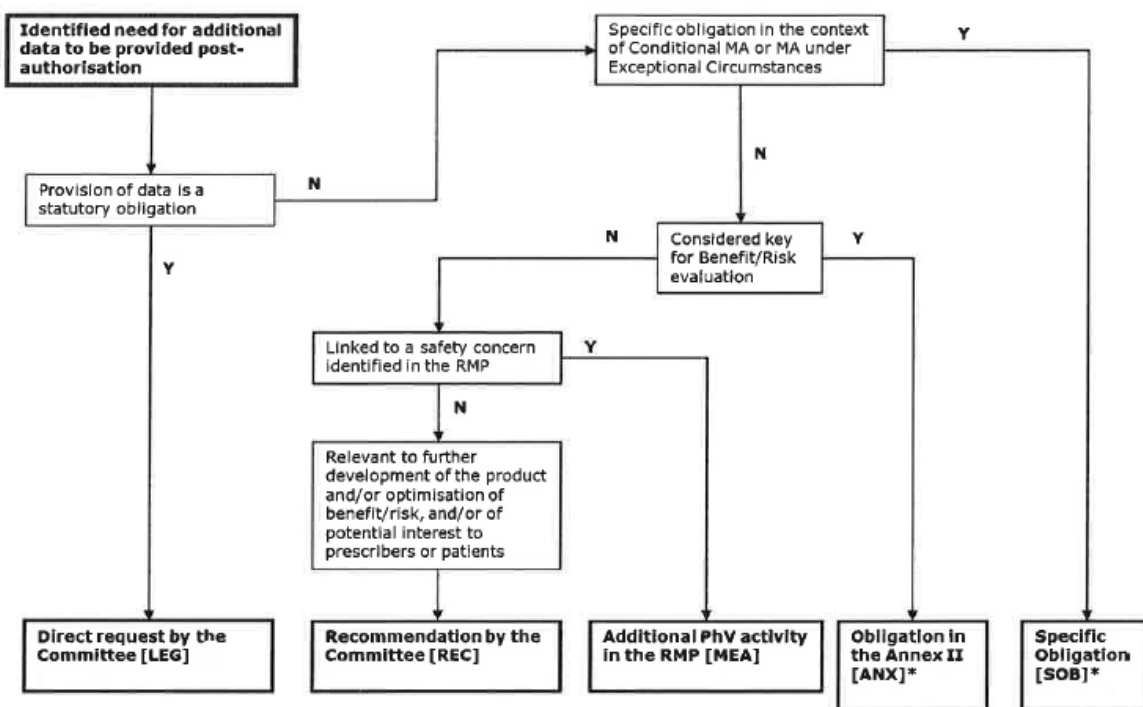 Identified need for additional
data to be provided post-
authorisation
Specific obligation in the context
of Conditional MA or MA under
Exceptional Circumstances
Y
N
Provision of data is a
statutory obligation
N
Y
Considered key
for Benefit/Risk
evaluation
N
Y
Linked to a safety concern
identified in the RMP
Y
N
Relevant to further
development of the product
and/or optimisation of
benefit/risk, and/or of
potential interest to
prescribers or patients
Direct request by the
Committee [LEG]
Recommendation by the
Committee [REC]
Additional PhV activity
in the RMP [MEA]
Obligation in
the Annex II
[ANX]*
Specific
Obligation
[SOB]*